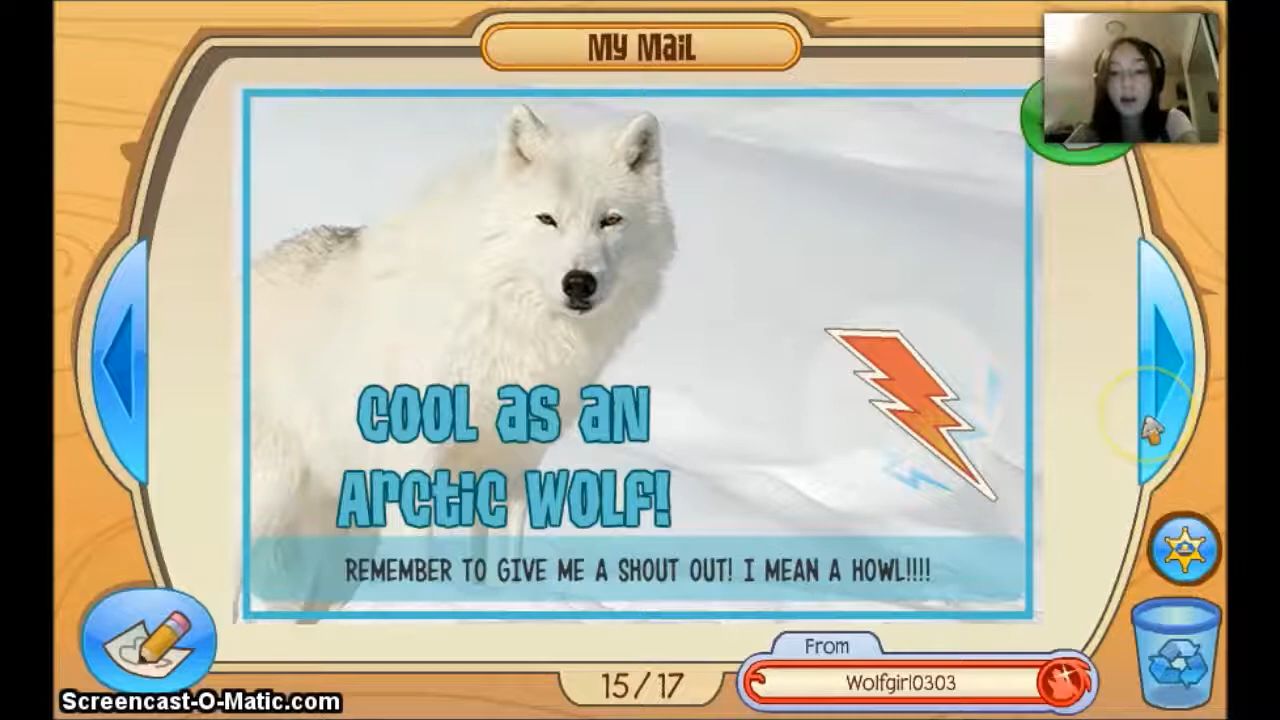 My Mail
COOL as aN
Arctic WOLF!
REMEMBER TO GIVE ME A SHOUT OUT! I MEAN A HOWL!!!!
From
15/17
Wolfgirl0303
Screencast-O-Matic.com